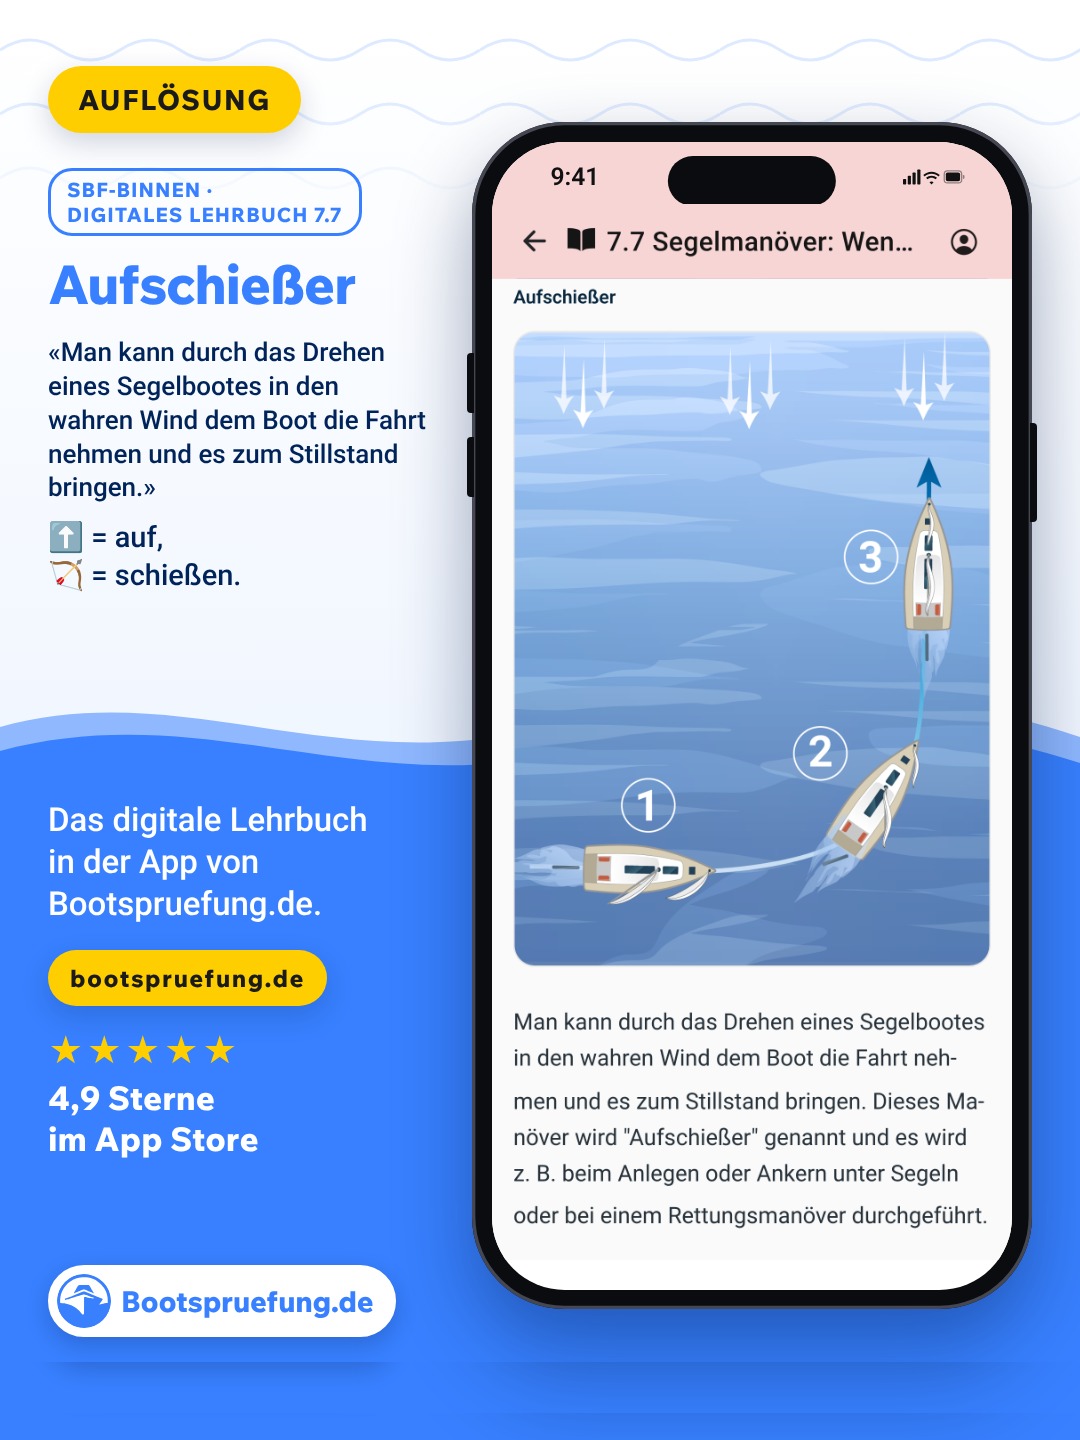 AUFLÖSUNG
SBF-BINNEN ·
DIGITALES LEHRBUCH 7.7
Aufschießer
«Man kann durch das Drehen
eines Segelbootes in den
wahren Wind dem Boot die Fahrt
nehmen und es zum Stillstand
bringen.»
⬆️ = auf,
🏹 = schießen.
Das digitale Lehrbuch
in der App von
Bootspruefung.de.
bootspruefung.de
★★★★★
4,9 Sterne
im App Store
Bootspruefung.de
9:41
7.7 Segelmanöver: Wen...
Aufschießer
3
2
1
Man kann durch das Drehen eines Segelbootes
in den wahren Wind dem Boot die Fahrt neh-
men und es zum Stillstand bringen. Dieses Ma-
növer wird "Aufschießer" genannt und es wird
z. B. beim Anlegen oder Ankern unter Segeln
oder bei einem Rettungsmanöver durchgeführt.